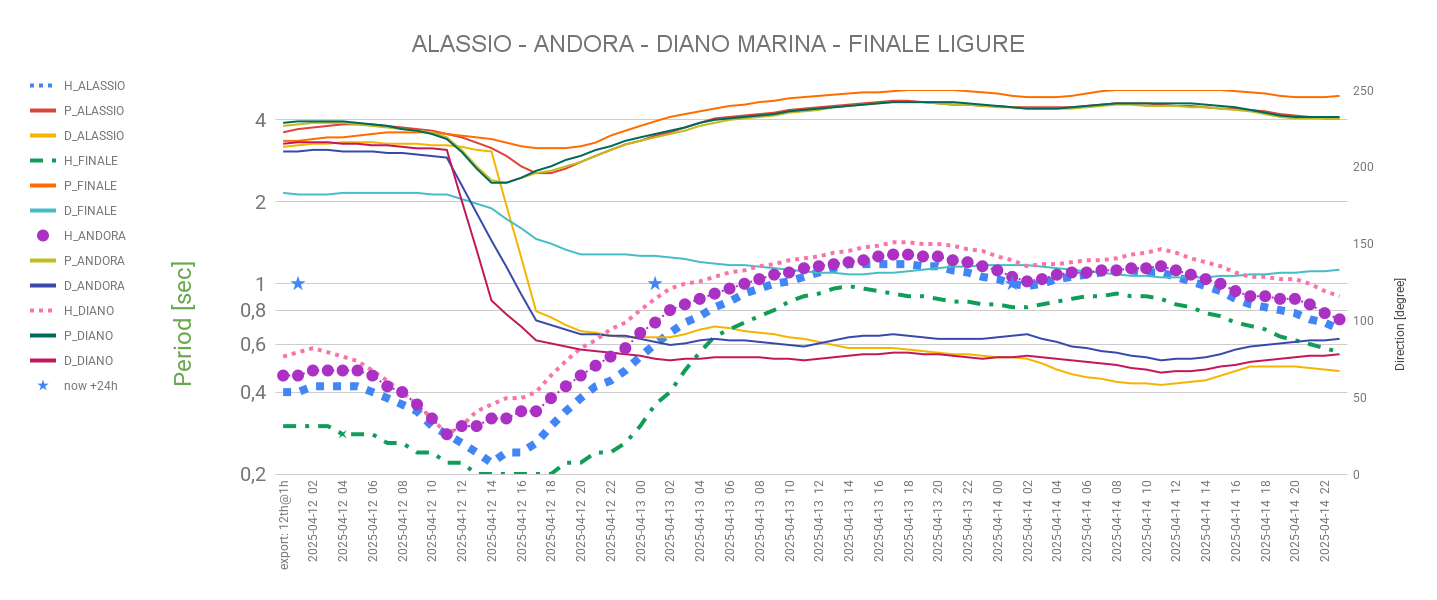 ALASSIO - ANDORA - DIANO MARINA - FINALE LIGURE
H_ALASSIO
P_ALASSIO
D_ALASSIO
H_FINALE
P_FINALE
D_FINALE
H_ANDORA
P_ANDORA
D_ANDORA
H_DIANO
P_DIANO
D_DIANO
now +24h
Period [sec]
4
2
1
0,8
0,6
0,4
0,2
250
200
150
100
50
0
Direction [degree]
export: 12th@1h
2025-04-12 02
2025-04-12 04
2025-04-12 06
2025-04-12 08
2025-04-12 10
2025-04-12 12
2025-04-12 14
2025-04-12 16
2025-04-12 18
2025-04-12 20
2025-04-12 22
2025-04-13 00
2025-04-13 02
2025-04-13 04
2025-04-13 06
2025-04-13 08
2025-04-13 10
2025-04-13 12
2025-04-13 14
2025-04-13 16
2025-04-13 18
2025-04-13 20
2025-04-13 22
2025-04-14 00
2025-04-14 02
2025-04-14 04
2025-04-14 06
2025-04-14 08
2025-04-14 10
2025-04-14 12
2025-04-14 14
2025-04-14 16
2025-04-14 18
2025-04-14 20
2025-04-14 22